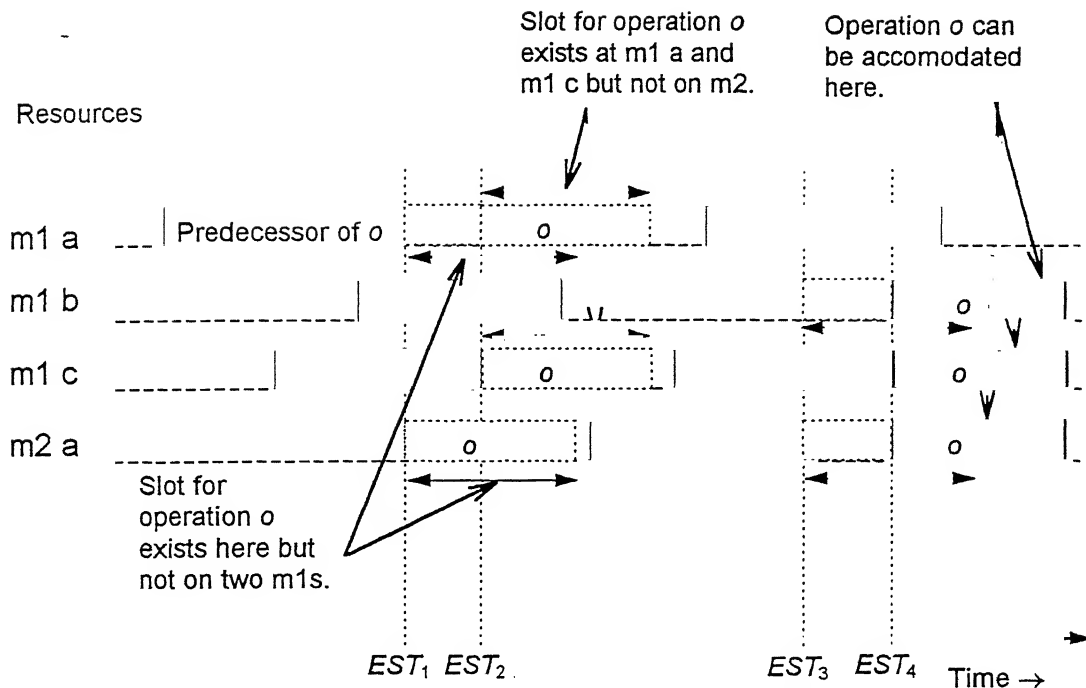 Slot for operation o
exists at m1 a and
m1 c but not on m2.
Operation o can
be accomodated
here.
Resources
m1 a
Predecessor of o
o
m1 b
o
m1 c
o
o
m2 a
o
o
Slot for
operation o
exists here but
not on two m1s.
EST1
EST2
EST3
EST4
Time →